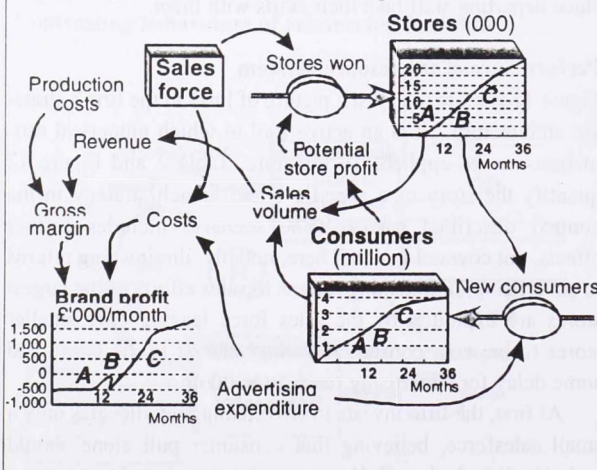 Stores (000)
Stores won
Sales
force
20
15
10
5
A
B
C
12 24 36
Months
Production
costs
Revenue
Potential
store profit
Sales
volume
Gross
margin
Costs
Consumers
(million)
4
3
2
1
A
B
C
12 24 36
Months
New consumers
Brand profit
£'000/month
1,500
1,000
500
0
-500
-1,000
A
B
C
12 24 36
Months
Advertising
expenditure